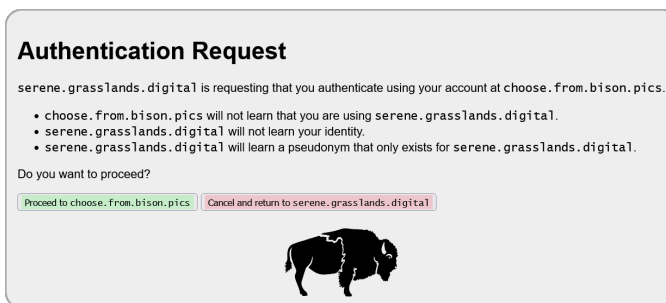 Authentication Request
serene.grasslands.digital is requesting that you authenticate using your account at choose.from.bison.pics.
• choose.from.bison.pics will not learn that you are using serene.grasslands.digital.
• serene.grasslands.digital will not learn your identity.
• serene.grasslands.digital will learn a pseudonym that only exists for serene.grasslands.digital.
Do you want to proceed?
Proceed to choose.from.bison.pics Cancel and return to serene.grasslands.digital